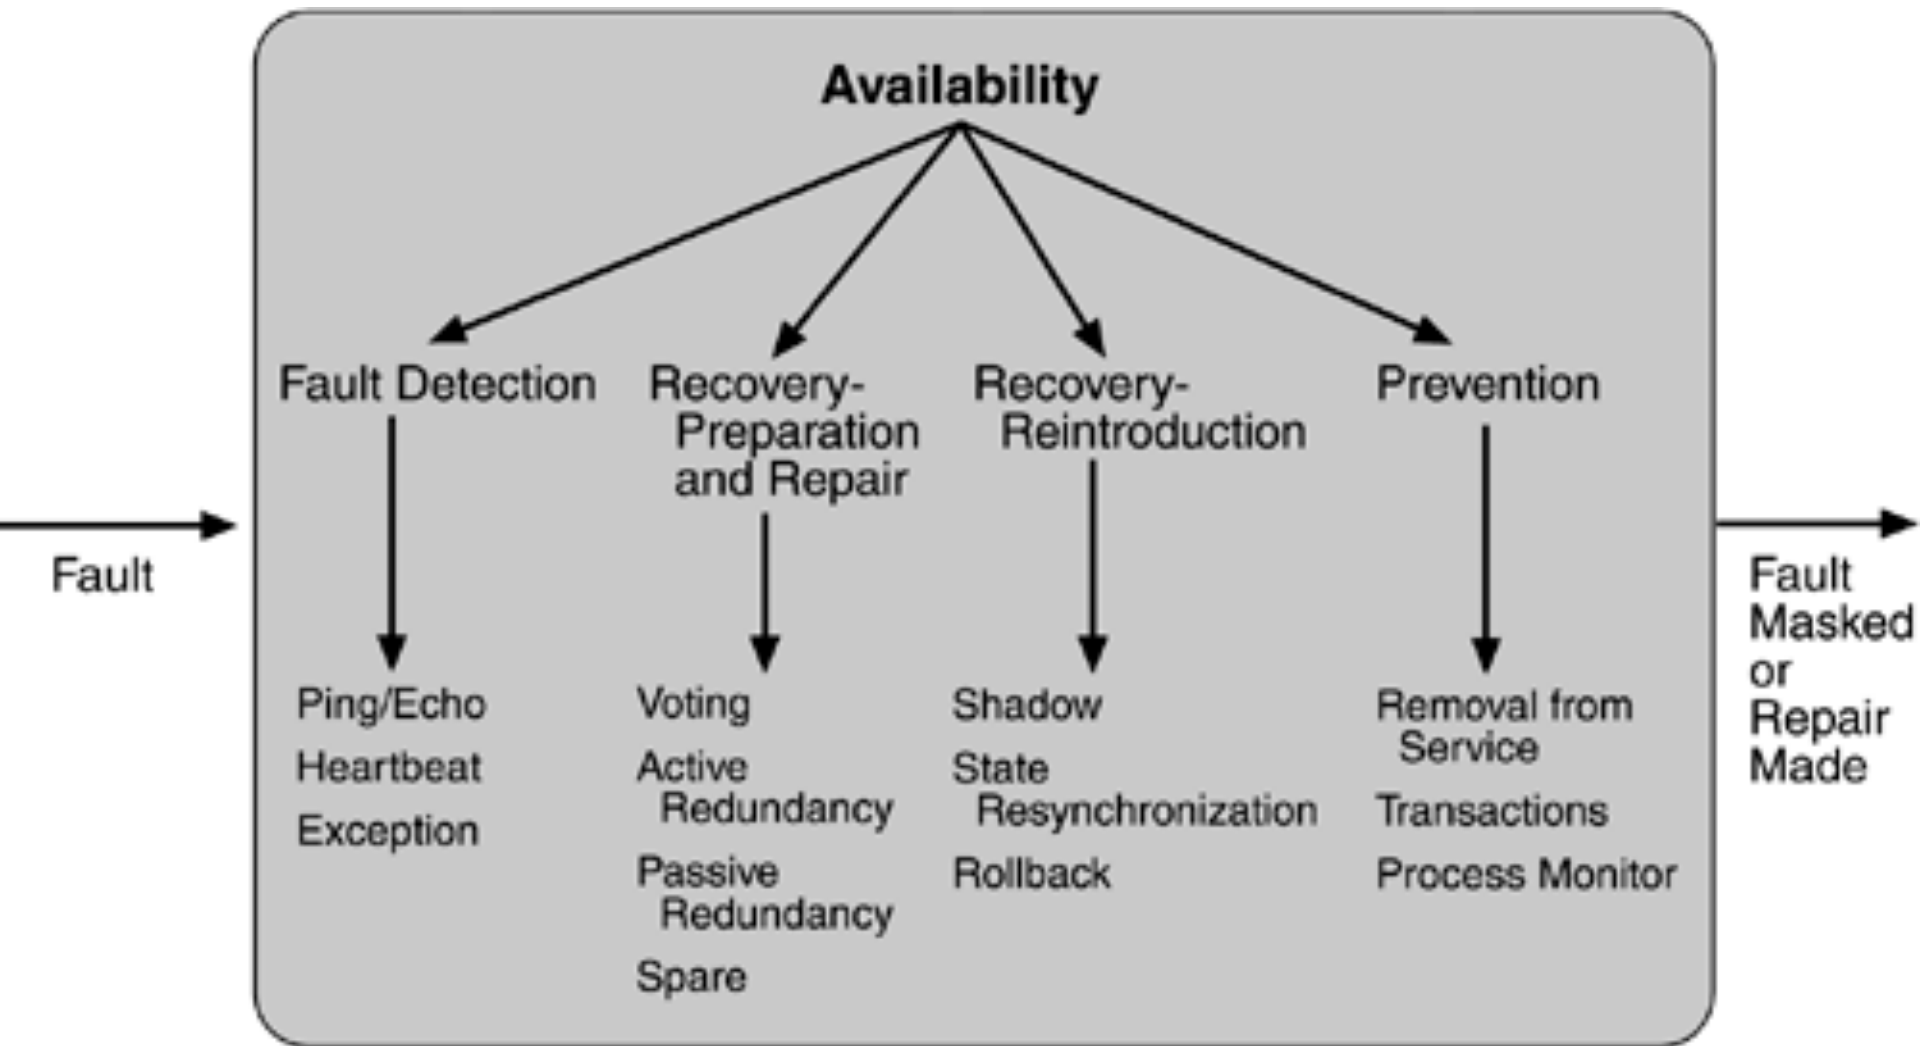 Availability
Fault Detection
Recovery-
Preparation
and Repair
Recovery-
Reintroduction
Prevention
Fault
Ping/Echo
Heartbeat
Exception
Voting
Active
Redundancy
Passive
Redundancy
Spare
Shadow
State
Resynchronization
Rollback
Removal from
Service
Transactions
Process Monitor
Fault
Masked
or
Repair
Made